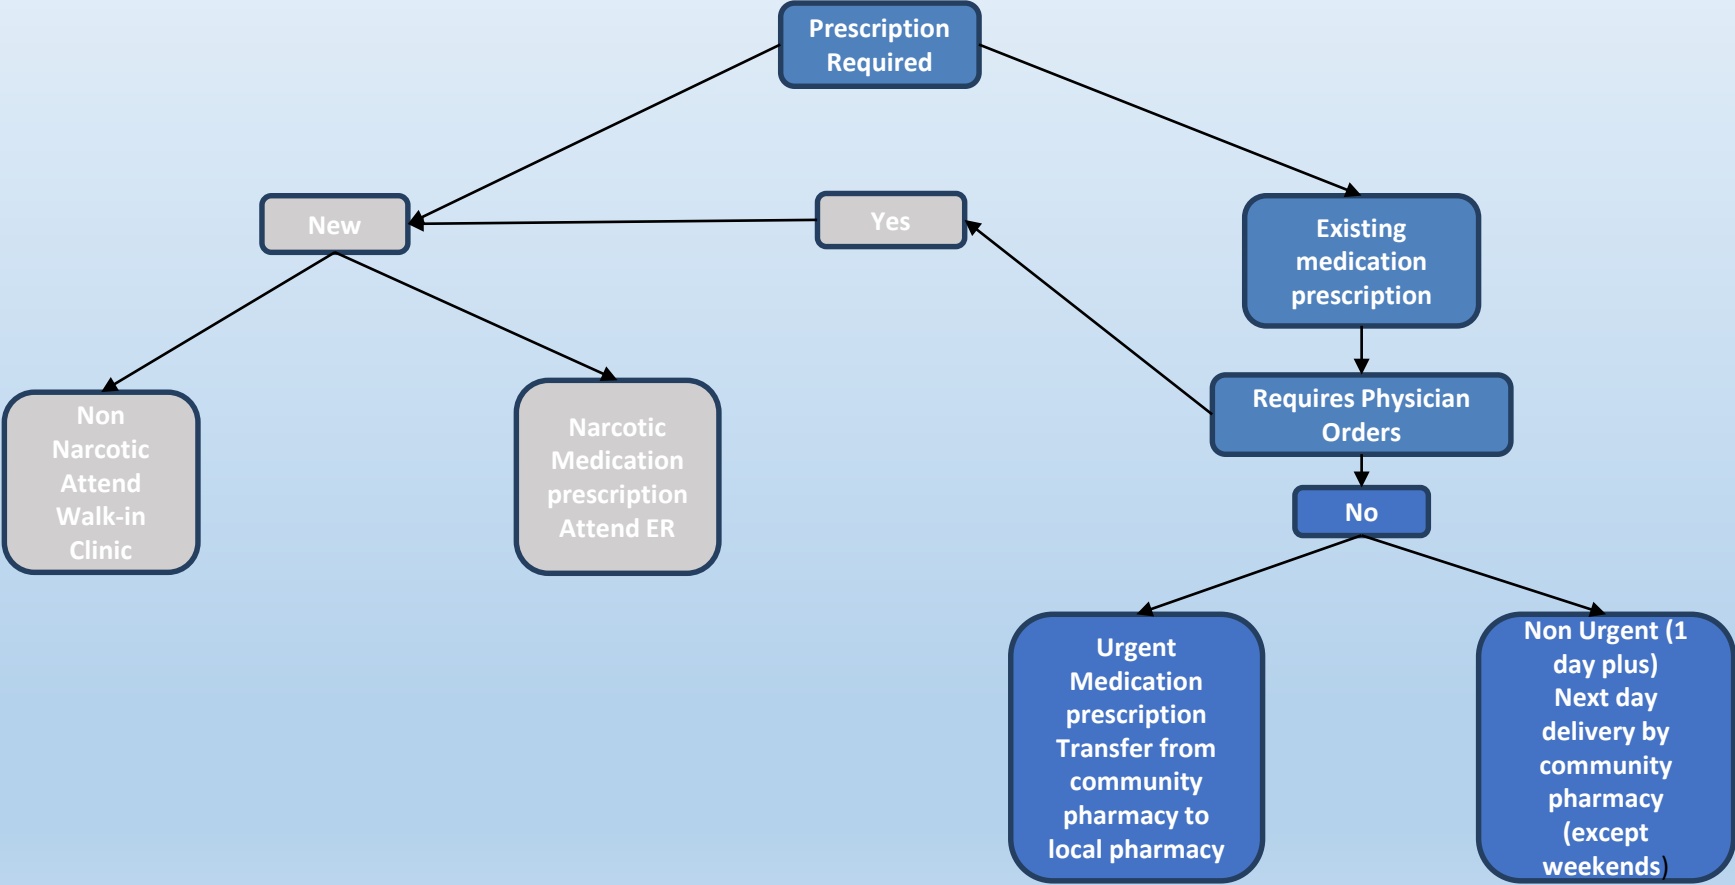 Prescription
Required
New
Yes
Existing
medication
prescription
Requires Physician
Orders
Non
Narcotic
Attend
Walk-in
Clinic
Narcotic
Medication
prescription
Attend ER
No
Urgent
Medication
prescription
Transfer from
community
pharmacy to
local pharmacy
Non Urgent (1
day plus)
Next day
delivery by
community
pharmacy
(except
weekends)